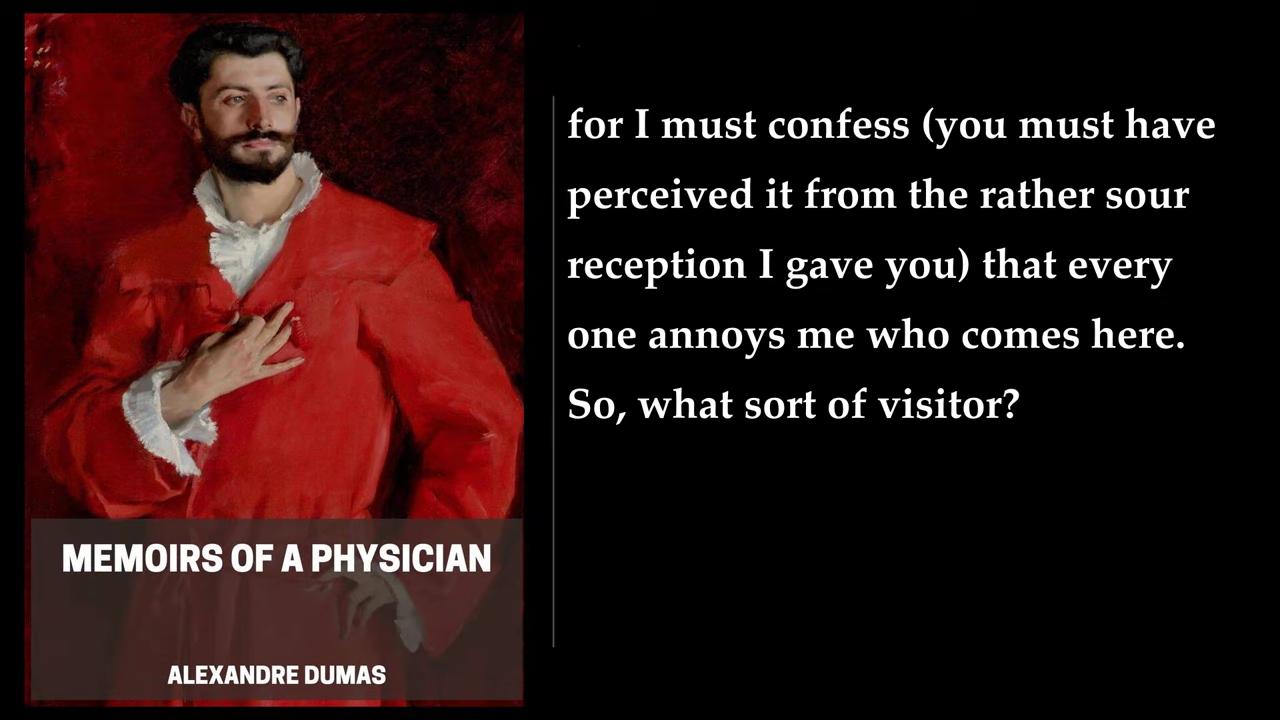 for I must confess (you must have
perceived it from the rather sour
reception I gave you) that every
one annoys me who comes here.
So, what sort of visitor?
MEMOIRS OF A PHYSICIAN
ALEXANDRE DUMAS